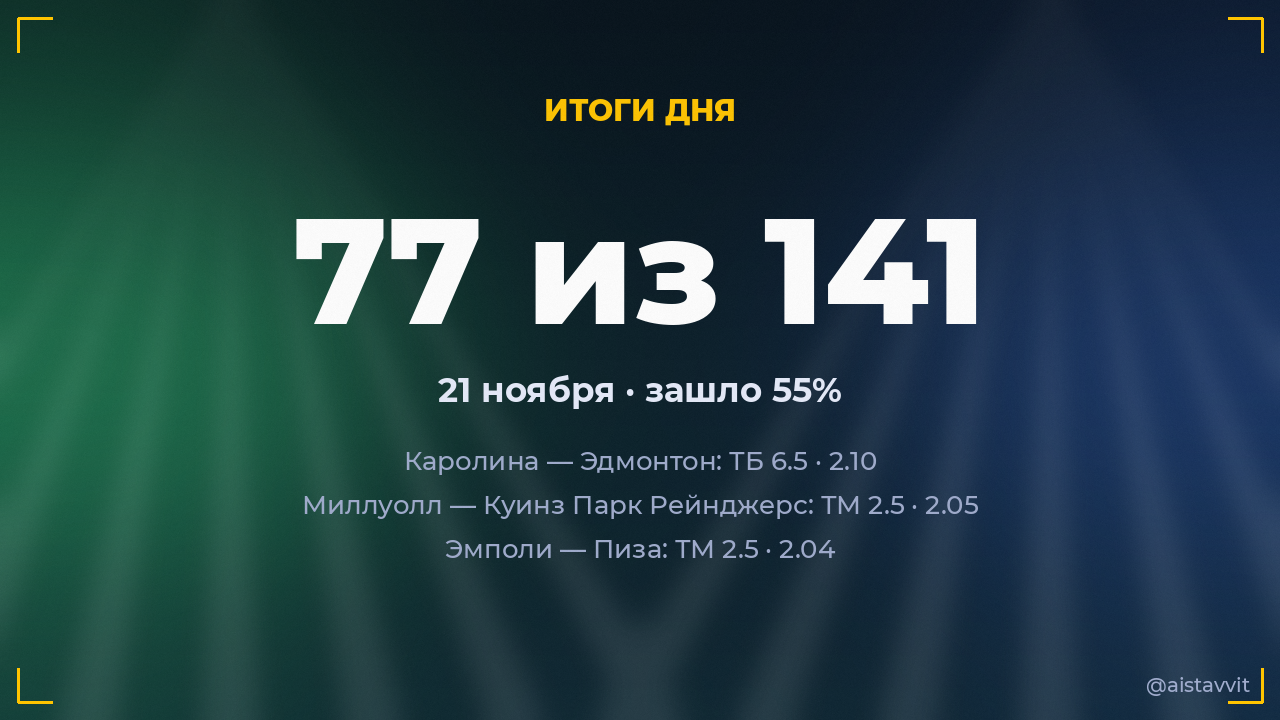 ИТОГИ ДНЯ
77 из 141
21 ноября · зашло 55%
Каролина — Эдмонтон: ТБ 6.5 · 2.10
Миллуолл — Куинз Парк Рейнджерс: ТМ 2.5 · 2.05
Эмполи — Пиза: ТМ 2.5 · 2.04
@aistavvit